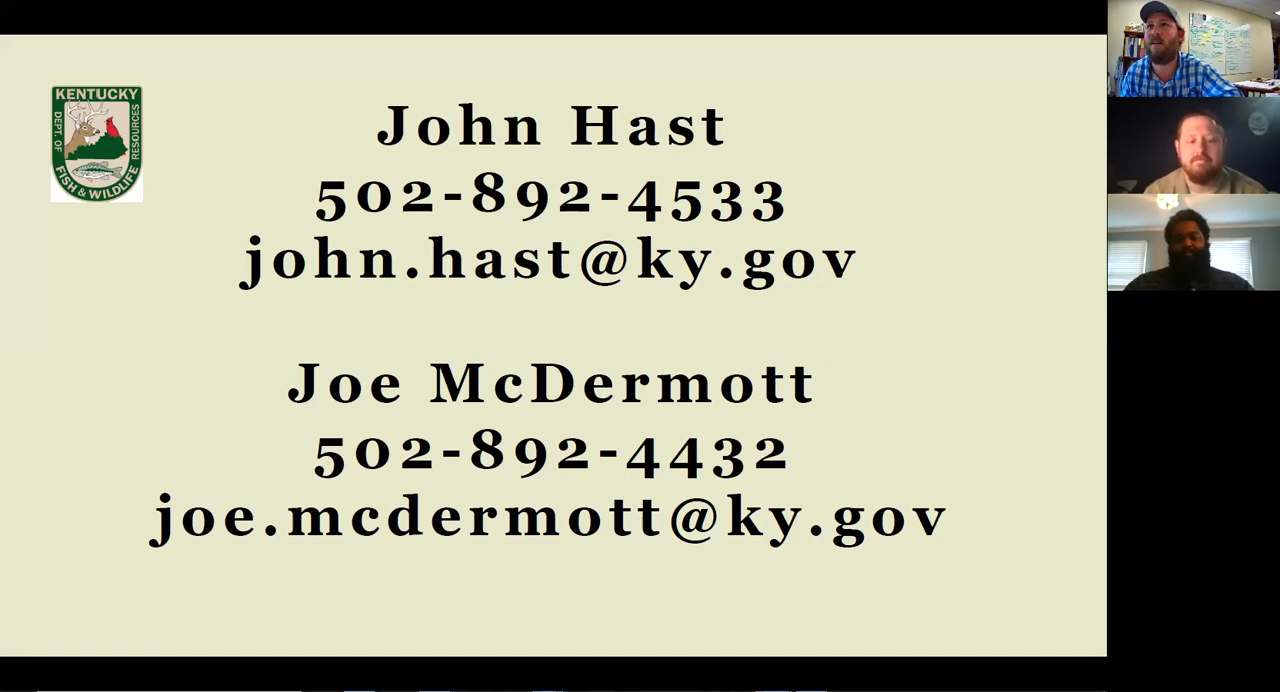 KENTUCKY
DEPT. OF
RESOURCES
FISH & WILDLIFE
John Hast
502-892-4533
john.hast@ky.gov
Joe McDermott
502-892-4432
joe.mcdermott@ky.gov